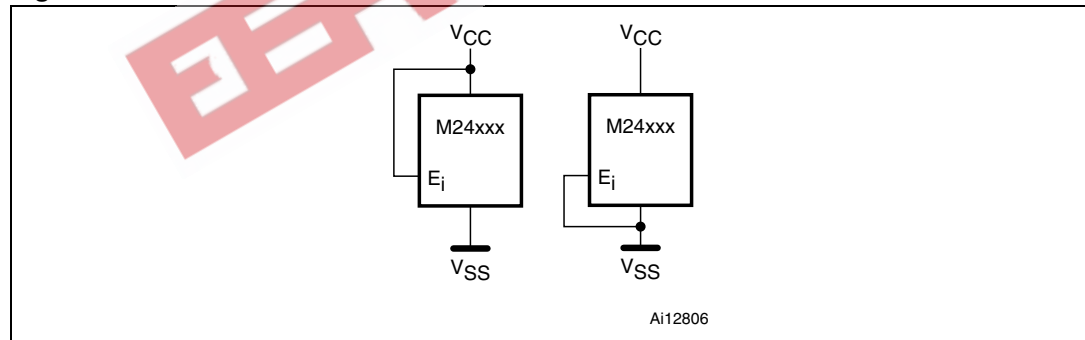 VCC VCC
M24xxx M24xxx
Ei Ei
VSS VSS
Ai12806